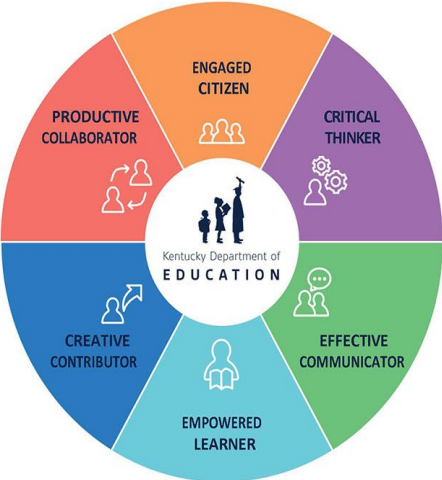 ENGAGED
CITIZEN
CRITICAL
THINKER
EFFECTIVE
COMMUNICATOR
EMPOWERED
LEARNER
CREATIVE
CONTRIBUTOR
PRODUCTIVE
COLLABORATOR
Kentucky Department of
EDUCATION